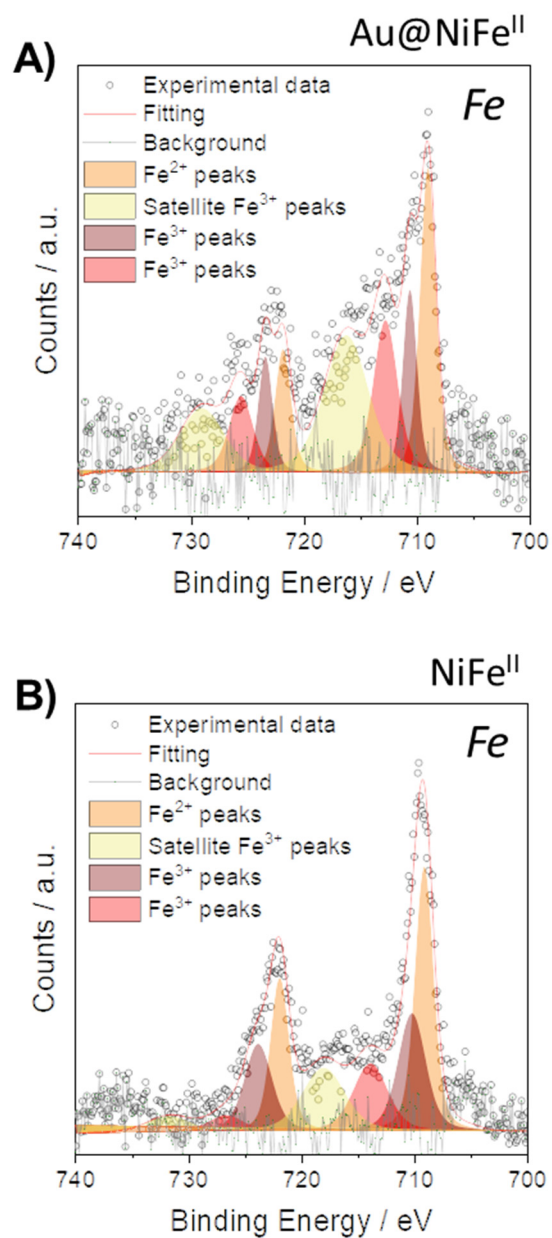 Au@NiFeᴵᴵ
A)
Fe
Experimental data
Fitting
Background
Fe²⁺ peaks
Satellite Fe³⁺ peaks
Fe³⁺ peaks
Fe³⁺ peaks
Counts / a.u.
740 730 720 710 700
Binding Energy / eV
NiFeᴵᴵ
B)
Fe
Experimental data
Fitting
Background
Fe²⁺ peaks
Satellite Fe³⁺ peaks
Fe³⁺ peaks
Fe³⁺ peaks
Counts / a.u.
740 730 720 710 700
Binding Energy / eV